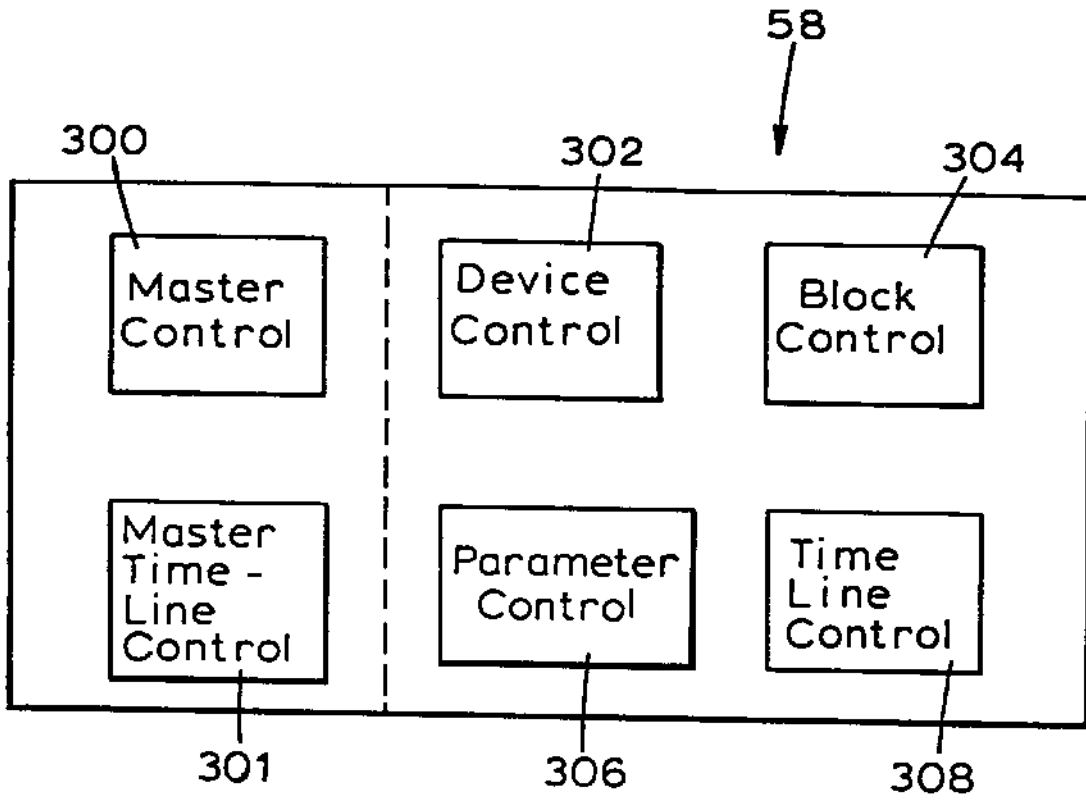 58
300
302
304
Master
Control
Device
Control
Block
Control
Master
Time-
Line
Control
Parameter
Control
Time
Line
Control
301
306
308